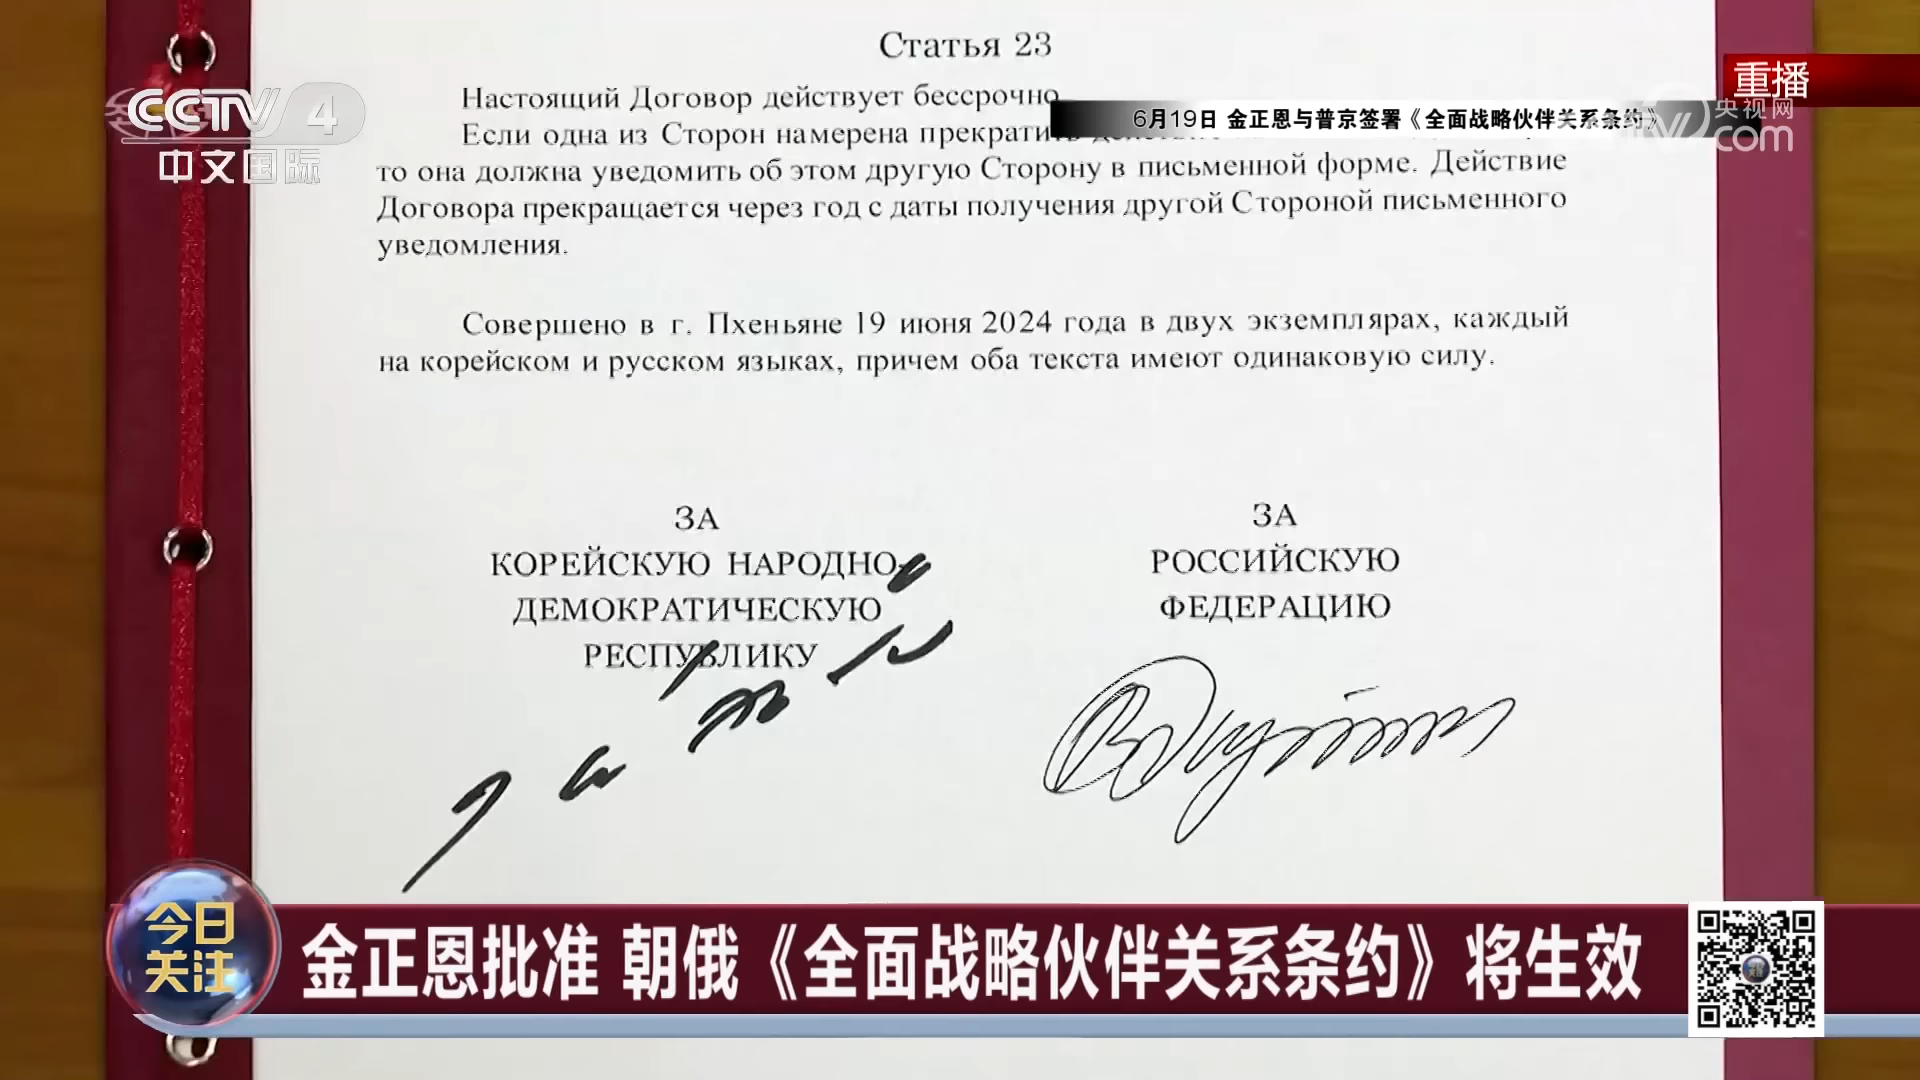 Статья 23
重播
CCTV 4
中文国际
央视网
com
6月19日 金正恩与普京签署《全面战略伙伴关系条约》
Настоящий Договор действует бессрочно
Если одна из Сторон намерена
то она должна уведомить об этом другую Сторону в письменной форме. Действие
Договора прекращается через год с даты получения другой Стороной письменного
уведомления.
Совершено в г. Пхеньяне 19 июня 2024 года в двух экземплярах, каждый
на корейском и русском языках, причем оба текста имеют одинаковую силу.
ЗА
КОРЕЙСКУЮ НАРОДНО-
ДЕМОКРАТИЧЕСКУЮ
РЕСПУБЛИКУ
ЗА
РОССИЙСКУЮ
ФЕДЕРАЦИЮ
今日
关注
金正恩批准 朝俄《全面战略伙伴关系条约》将生效